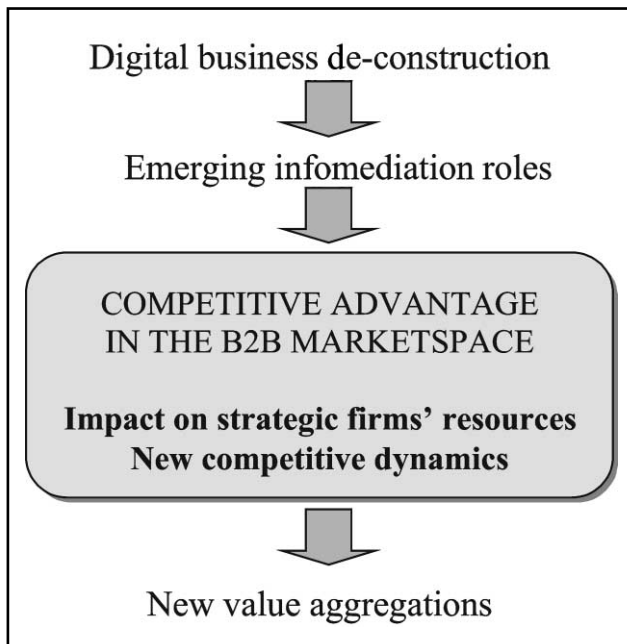 Digital business de-construction
Emerging infomediation roles
COMPETITIVE ADVANTAGE
IN THE B2B MARKETSPACE
Impact on strategic firms’ resources
New competitive dynamics
New value aggregations